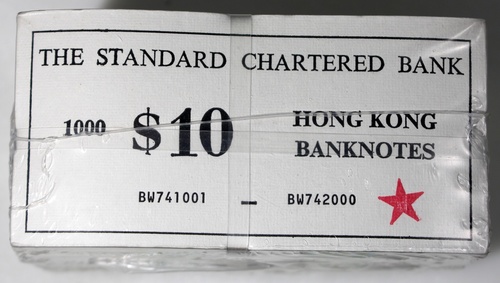 THE STANDARD CHARTERED BANK
1000 $10 HONG KONG
BANKNOTES
BW741001 – BW742000